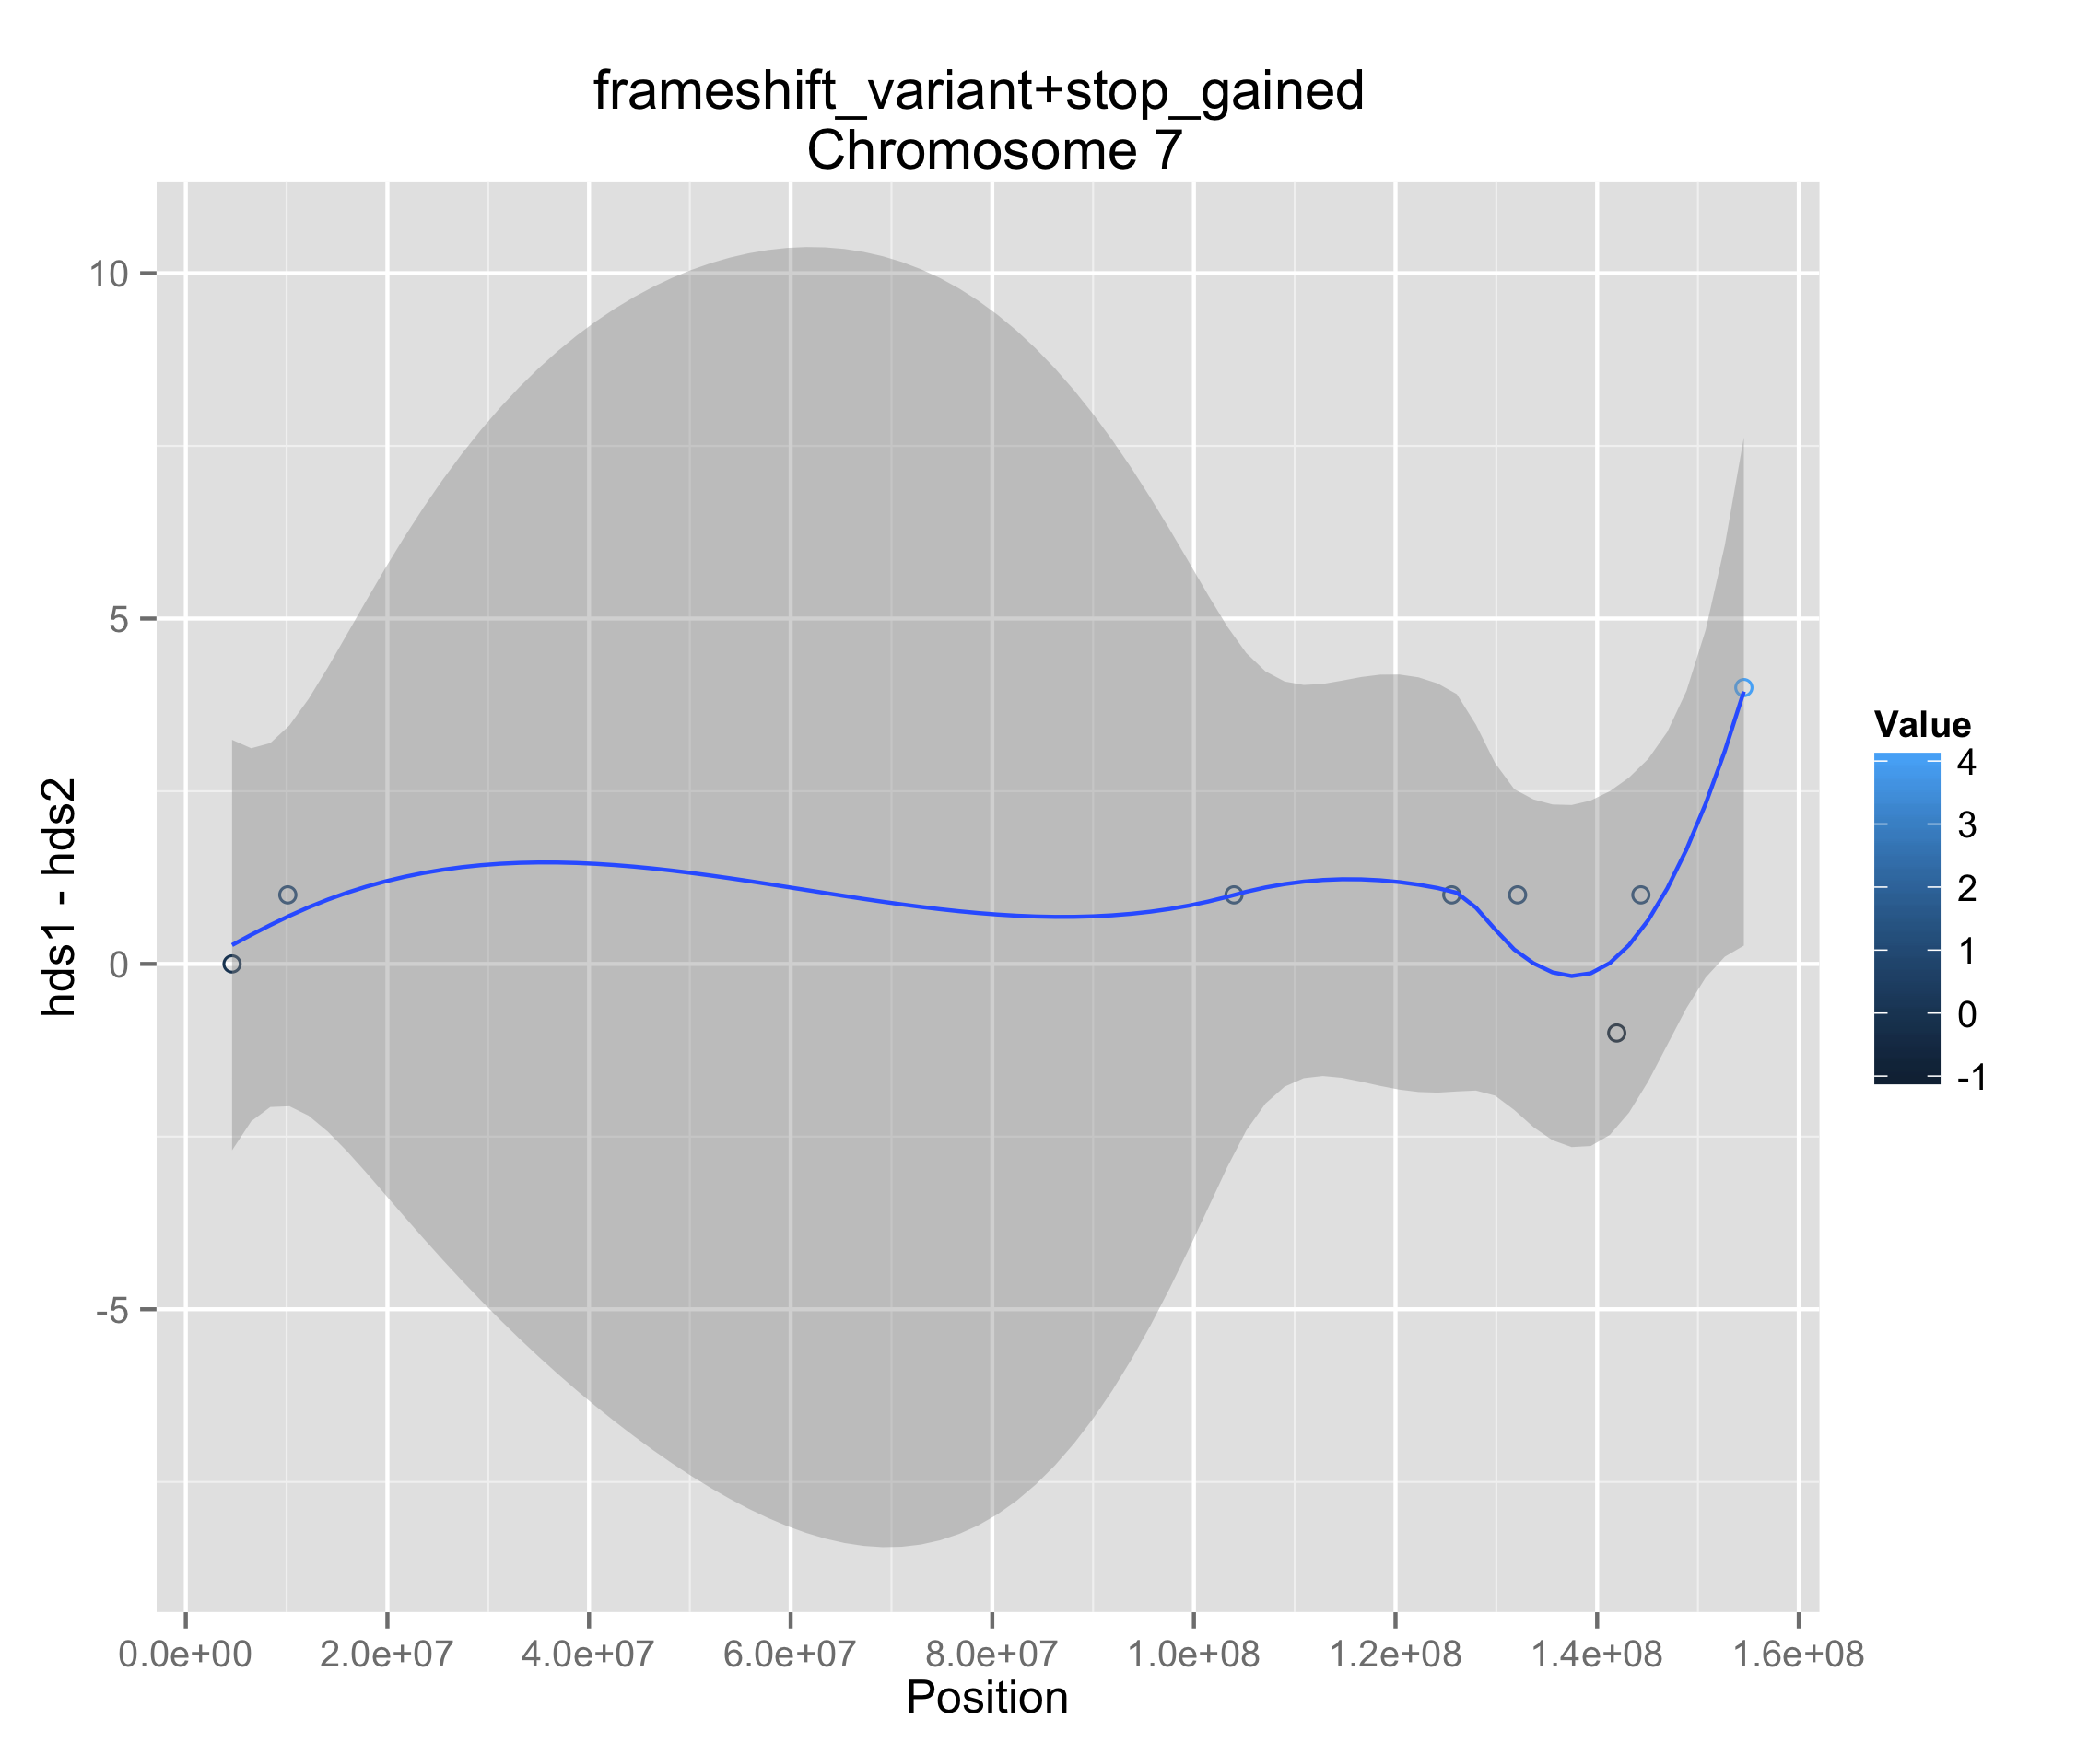 frameshift_variant+stop_gained
Chromosome 7
10
5
0
-5
hds1 - hds2
0.0e+00 2.0e+07 4.0e+07 6.0e+07 8.0e+07 1.0e+08 1.2e+08 1.4e+08 1.6e+08
Position
Value
4
3
2
1
0
-1